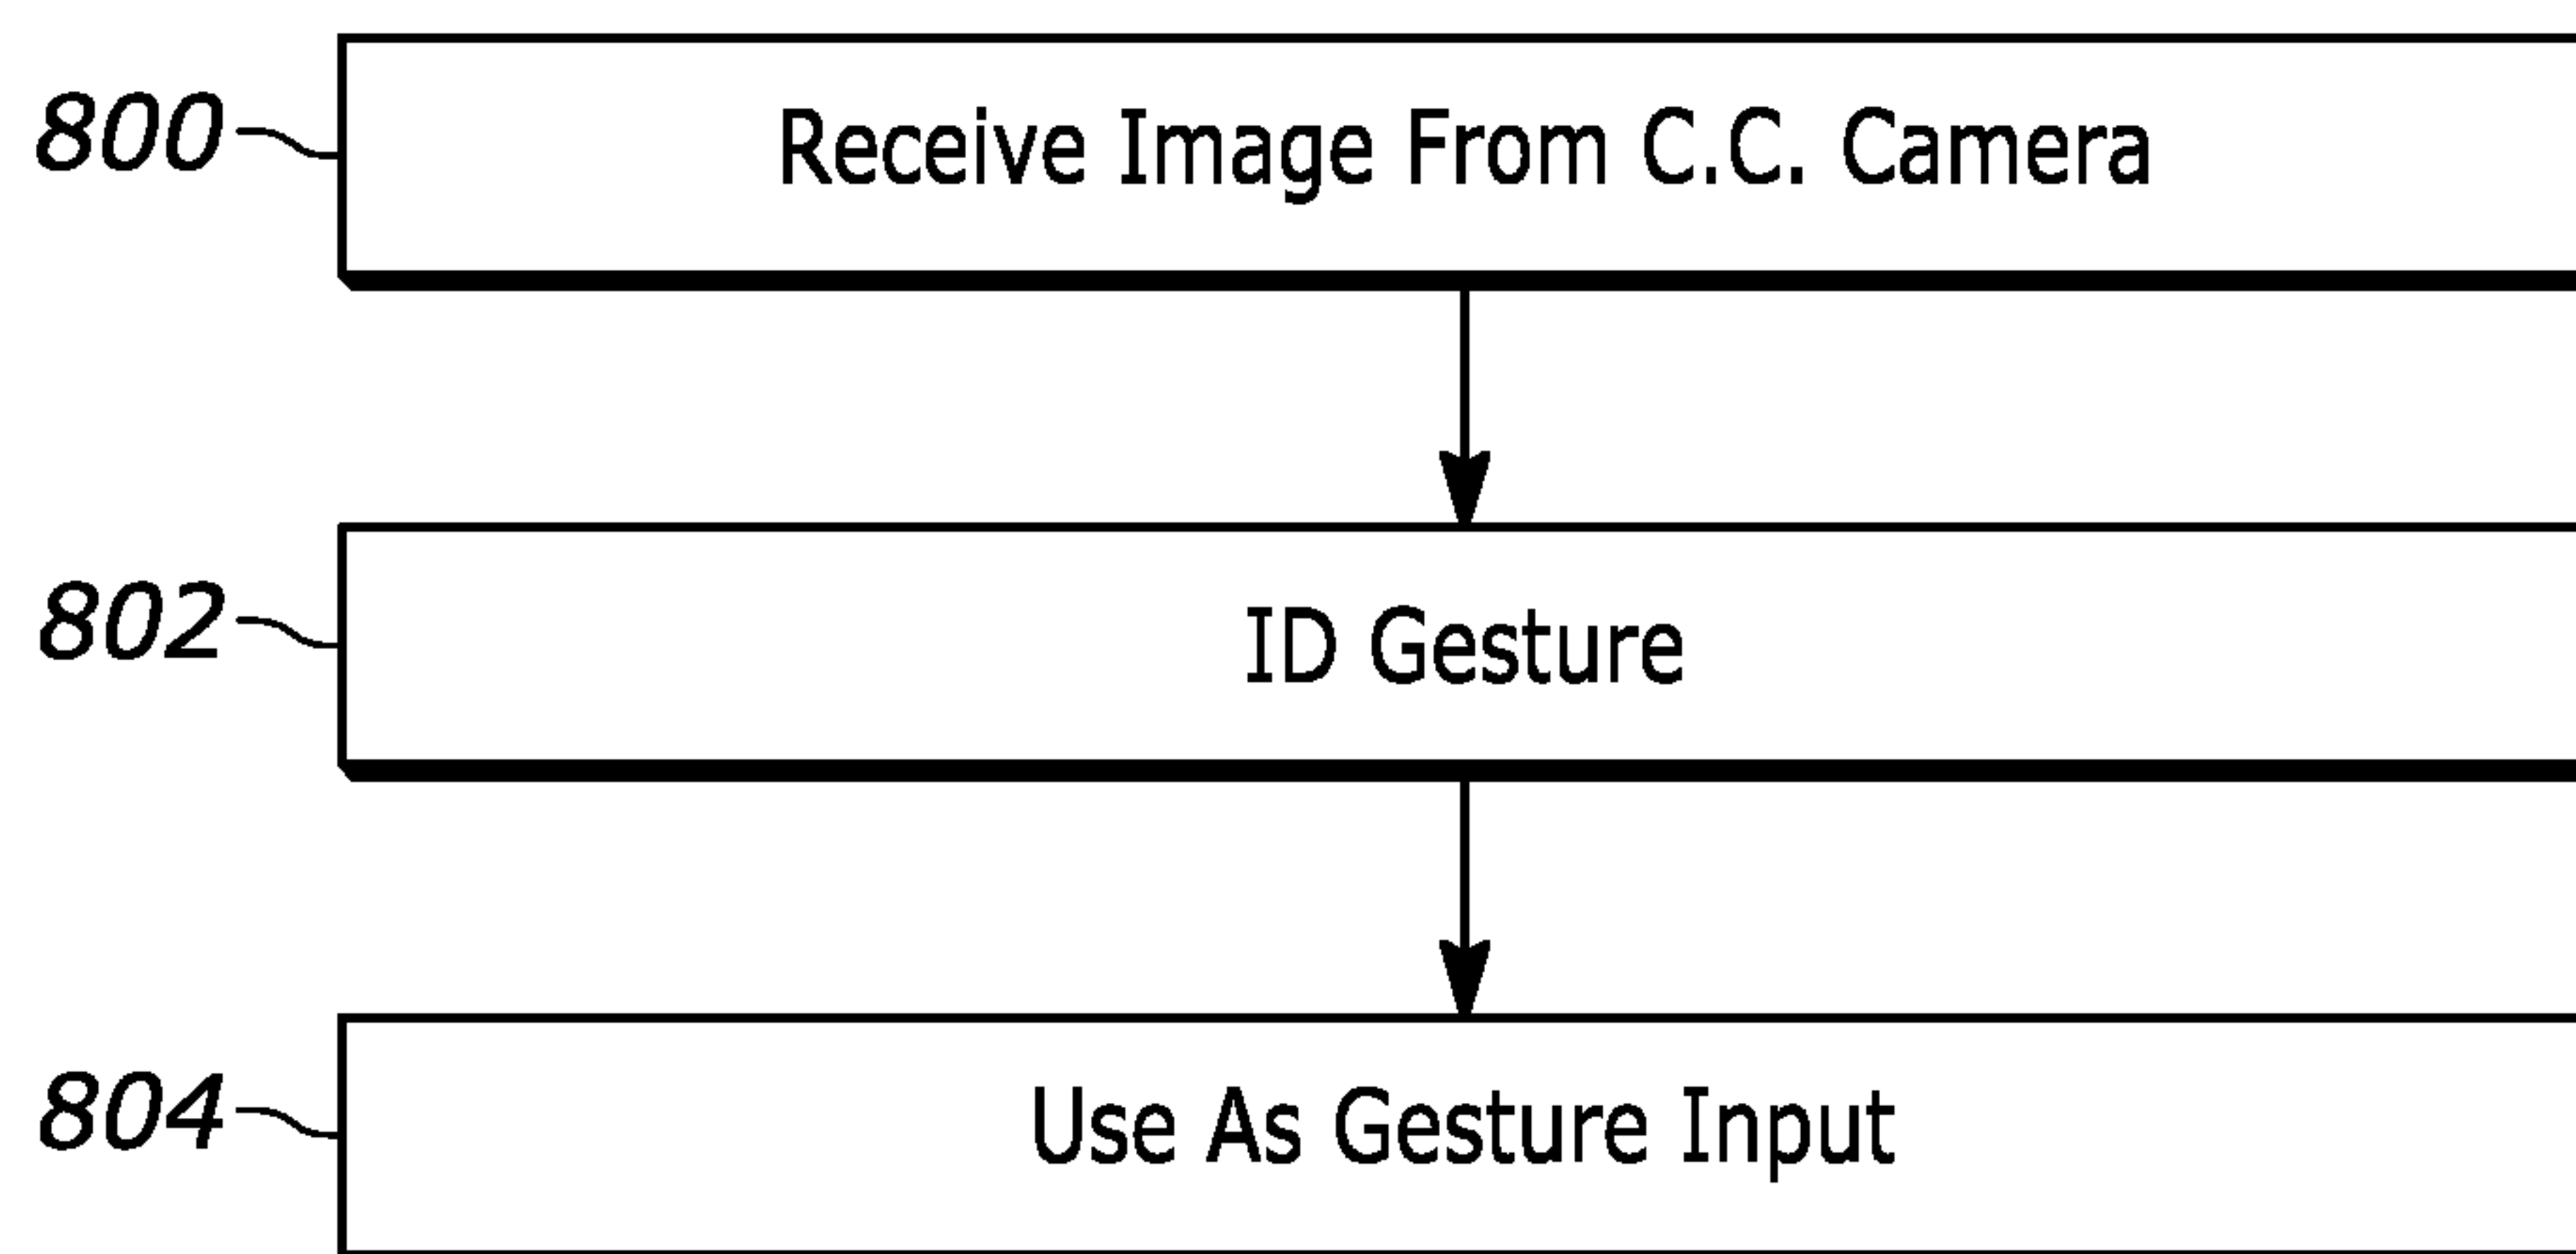 800 Receive Image From C.C. Camera
802 ID Gesture
804 Use As Gesture Input